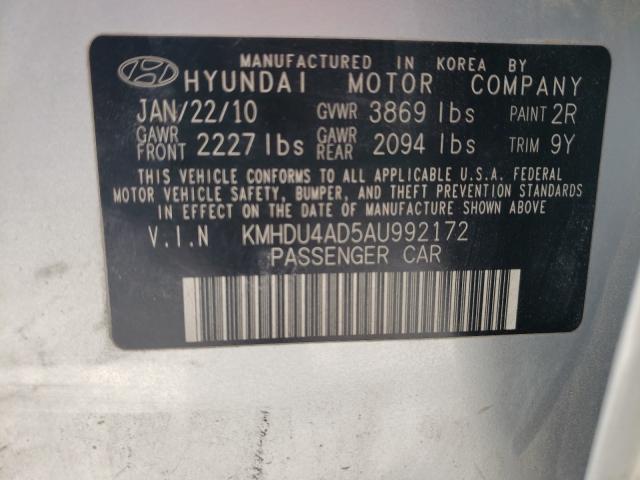 MANUFACTURED IN KOREA BY
HYUNDAI MOTOR COMPANY
JAN/22/10 GVWR 3869 lbs PAINT 2R
GAWR FRONT 2227 lbs GAWR REAR 2094 lbs TRIM 9Y
THIS VEHICLE CONFORMS TO ALL APPLICABLE U.S.A. FEDERAL
MOTOR VEHICLE SAFETY, BUMPER, AND THEFT PREVENTION STANDARDS
IN EFFECT ON THE DATE OF MANUFACTURE SHOWN ABOVE
V.I.N KMHDU4AD5AU992172
PASSENGER CAR